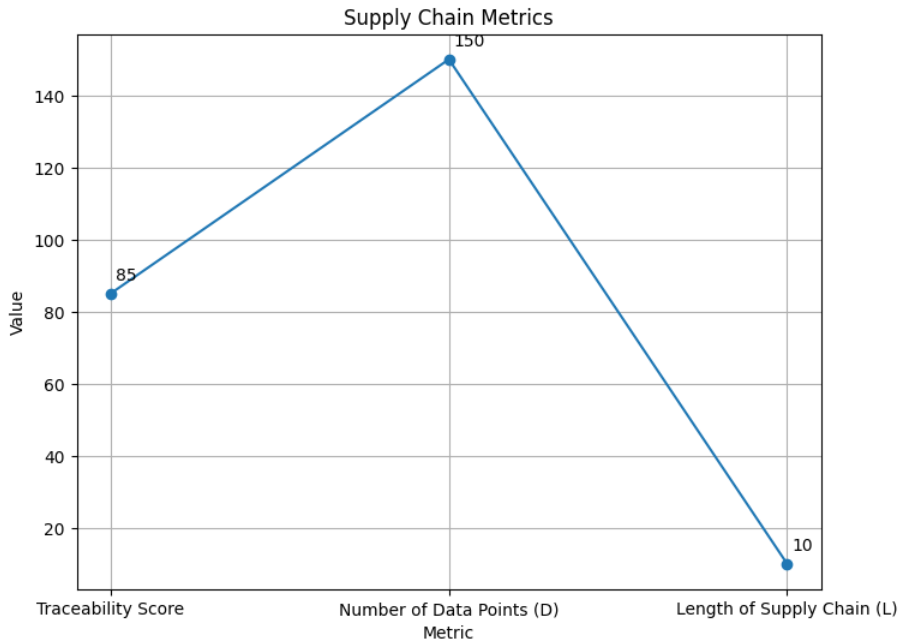 Supply Chain Metrics
150
140
120
100
85
80
60
40
20
10
Value
Traceability Score
Number of Data Points (D)
Length of Supply Chain (L)
Metric